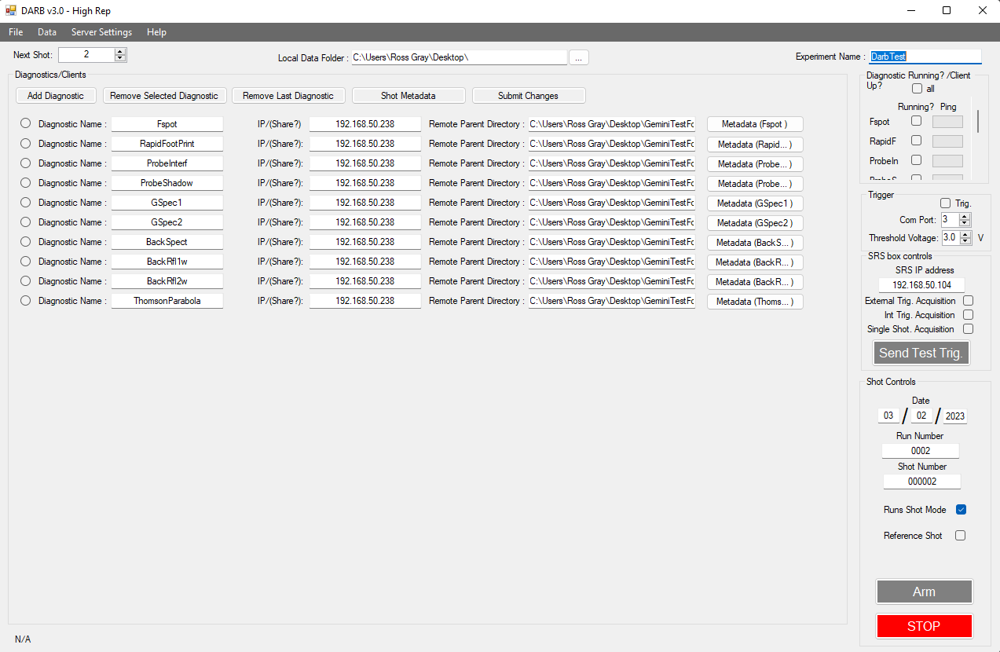 DARB v3.0 - High Rep
File Data Server Settings Help
Next Shot: 2
Local Data Folder : C:\Users\Ross Gray\Desktop\ ...
Experiment Name : DarbTest
Diagnostics/Clients
Add Diagnostic Remove Selected Diagnostic Remove Last Diagnostic Shot Metadata Submit Changes
Diagnostic Name : Fspot IP/(Share?) 192.168.50.238 Remote Parent Directory : C:\Users\Ross Gray\Desktop\GeminiTestFc Metadata (Fspot )
Diagnostic Name : RapidFootPrint IP/(Share?): 192.168.50.238 Remote Parent Directory : C:\Users\Ross Gray\Desktop\GeminiTestFc Metadata (Rapid... )
Diagnostic Name : ProbeInterf IP/(Share?): 192.168.50.238 Remote Parent Directory : C:\Users\Ross Gray\Desktop\GeminiTestFc Metadata (Probe... )
Diagnostic Name : ProbeShadow IP/(Share?): 192.168.50.238 Remote Parent Directory : C:\Users\Ross Gray\Desktop\GeminiTestFc Metadata (Probe... )
Diagnostic Name : GSpec1 IP/(Share?): 192.168.50.238 Remote Parent Directory : C:\Users\Ross Gray\Desktop\GeminiTestFc Metadata (GSpec1 )
Diagnostic Name : GSpec2 IP/(Share?): 192.168.50.238 Remote Parent Directory : C:\Users\Ross Gray\Desktop\GeminiTestFc Metadata (GSpec2 )
Diagnostic Name : BackSpect IP/(Share?): 192.168.50.238 Remote Parent Directory : C:\Users\Ross Gray\Desktop\GeminiTestFc Metadata (BackS... )
Diagnostic Name : BackRfl1w IP/(Share?): 192.168.50.238 Remote Parent Directory : C:\Users\Ross Gray\Desktop\GeminiTestFc Metadata (BackR... )
Diagnostic Name : BackRfl2w IP/(Share?): 192.168.50.238 Remote Parent Directory : C:\Users\Ross Gray\Desktop\GeminiTestFc Metadata (BackR... )
Diagnostic Name : ThomsonParabola IP/(Share?): 192.168.50.238 Remote Parent Directory : C:\Users\Ross Gray\Desktop\GeminiTestFc Metadata (Thoms... )
Diagnostic Running? /Client
Up? all
Running? Ping
Fspot
RapidF
ProbeIn
ProbeS
Trigger
Trig.
Com Port: 3
Threshold Voltage: 3.0 V
SRS box controls
SRS IP address
192.168.50.104
External Trig. Acquisition
Int Trig. Acquisition
Single Shot. Acquisition
Send Test Trig.
Shot Controls
Date
03 / 02 / 2023
Run Number
0002
Shot Number
000002
Runs Shot Mode
Reference Shot
Arm
STOP
N/A